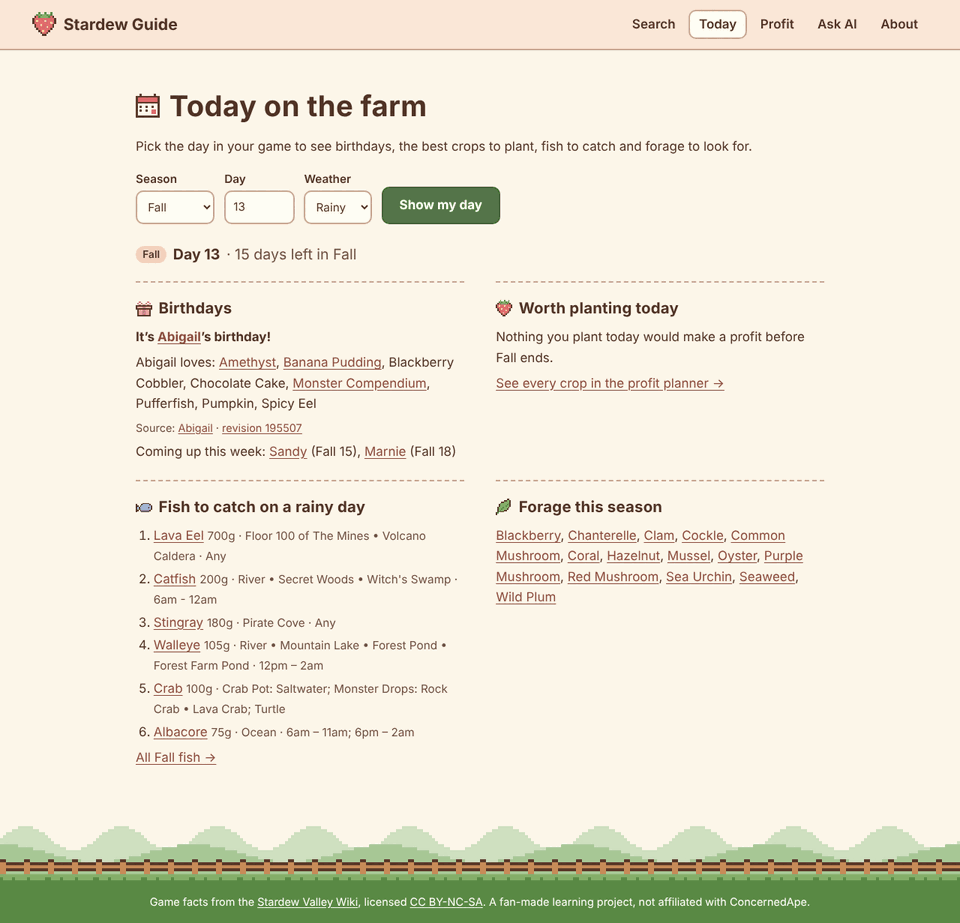 Stardew Guide
Search Today Profit Ask AI About
Today on the farm
Pick the day in your game to see birthdays, the best crops to plant, fish to catch and forage to look for.
Season Day Weather
Fall 13 Rainy Show my day
Fall Day 13 · 15 days left in Fall
Birthdays
It’s Abigail’s birthday!
Abigail loves: Amethyst, Banana Pudding, Blackberry
Cobbler, Chocolate Cake, Monster Compendium,
Pufferfish, Pumpkin, Spicy Eel
Source: Abigail · revision 195507
Coming up this week: Sandy (Fall 15), Marnie (Fall 18)
Worth planting today
Nothing you plant today would make a profit before
Fall ends.
See every crop in the profit planner →
Fish to catch on a rainy day
1. Lava Eel 700g · Floor 100 of The Mines • Volcano
Caldera · Any
2. Catfish 200g · River • Secret Woods • Witch's Swamp ·
6am - 12am
3. Stingray 180g · Pirate Cove · Any
4. Walleye 105g · River • Mountain Lake • Forest Pond •
Forest Farm Pond · 12pm – 2am
5. Crab 100g · Crab Pot: Saltwater; Monster Drops: Rock
Crab • Lava Crab; Turtle
6. Albacore 75g · Ocean · 6am – 11am; 6pm – 2am
All Fall fish →
Forage this season
Blackberry, Chanterelle, Clam, Cockle, Common
Mushroom, Coral, Hazelnut, Mussel, Oyster, Purple
Mushroom, Red Mushroom, Sea Urchin, Seaweed,
Wild Plum
Game facts from the Stardew Valley Wiki, licensed CC BY-NC-SA. A fan-made learning project, not affiliated with ConcernedApe.